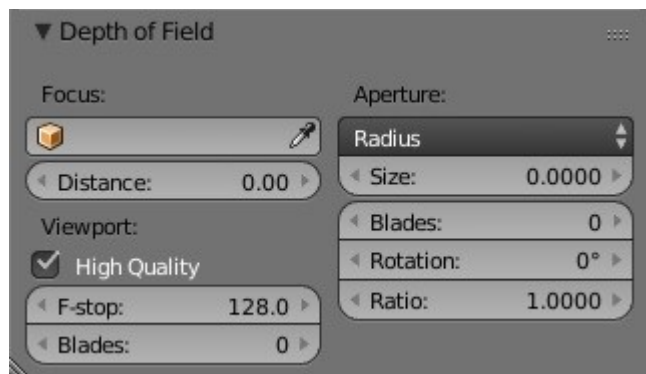 Depth of Field
Focus:
Distance: 0.00
Viewport:
High Quality
F-stop: 128.0
Blades: 0
Aperture:
Radius
Size: 0.0000
Blades: 0
Rotation: 0°
Ratio: 1.0000